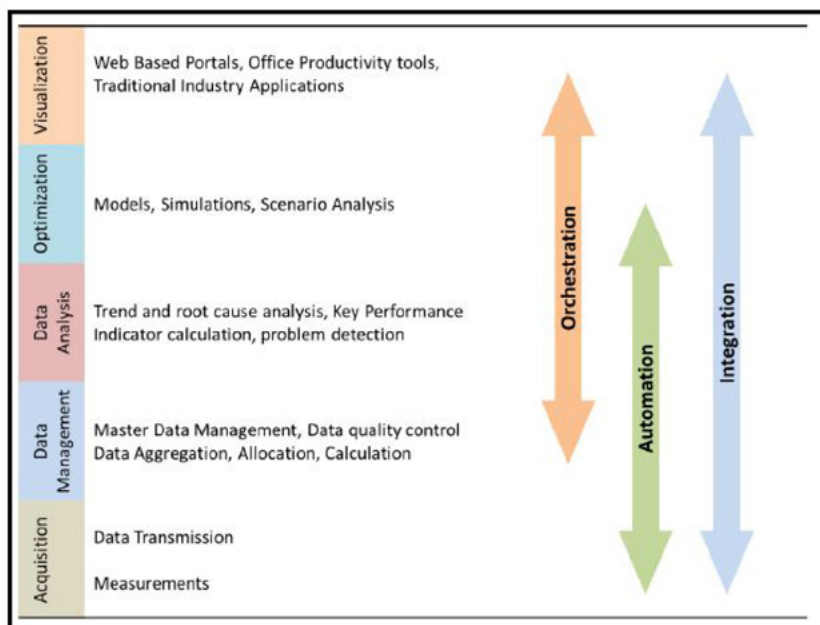 Visualization
Web Based Portals, Office Productivity tools,
Traditional Industry Applications
Optimization
Models, Simulations, Scenario Analysis
Data
Analysis
Trend and root cause analysis, Key Performance
Indicator calculation, problem detection
Data
Management
Master Data Management, Data quality control
Data Aggregation, Allocation, Calculation
Acquisition
Data Transmission
Measurements
Orchestration
Automation
Integration